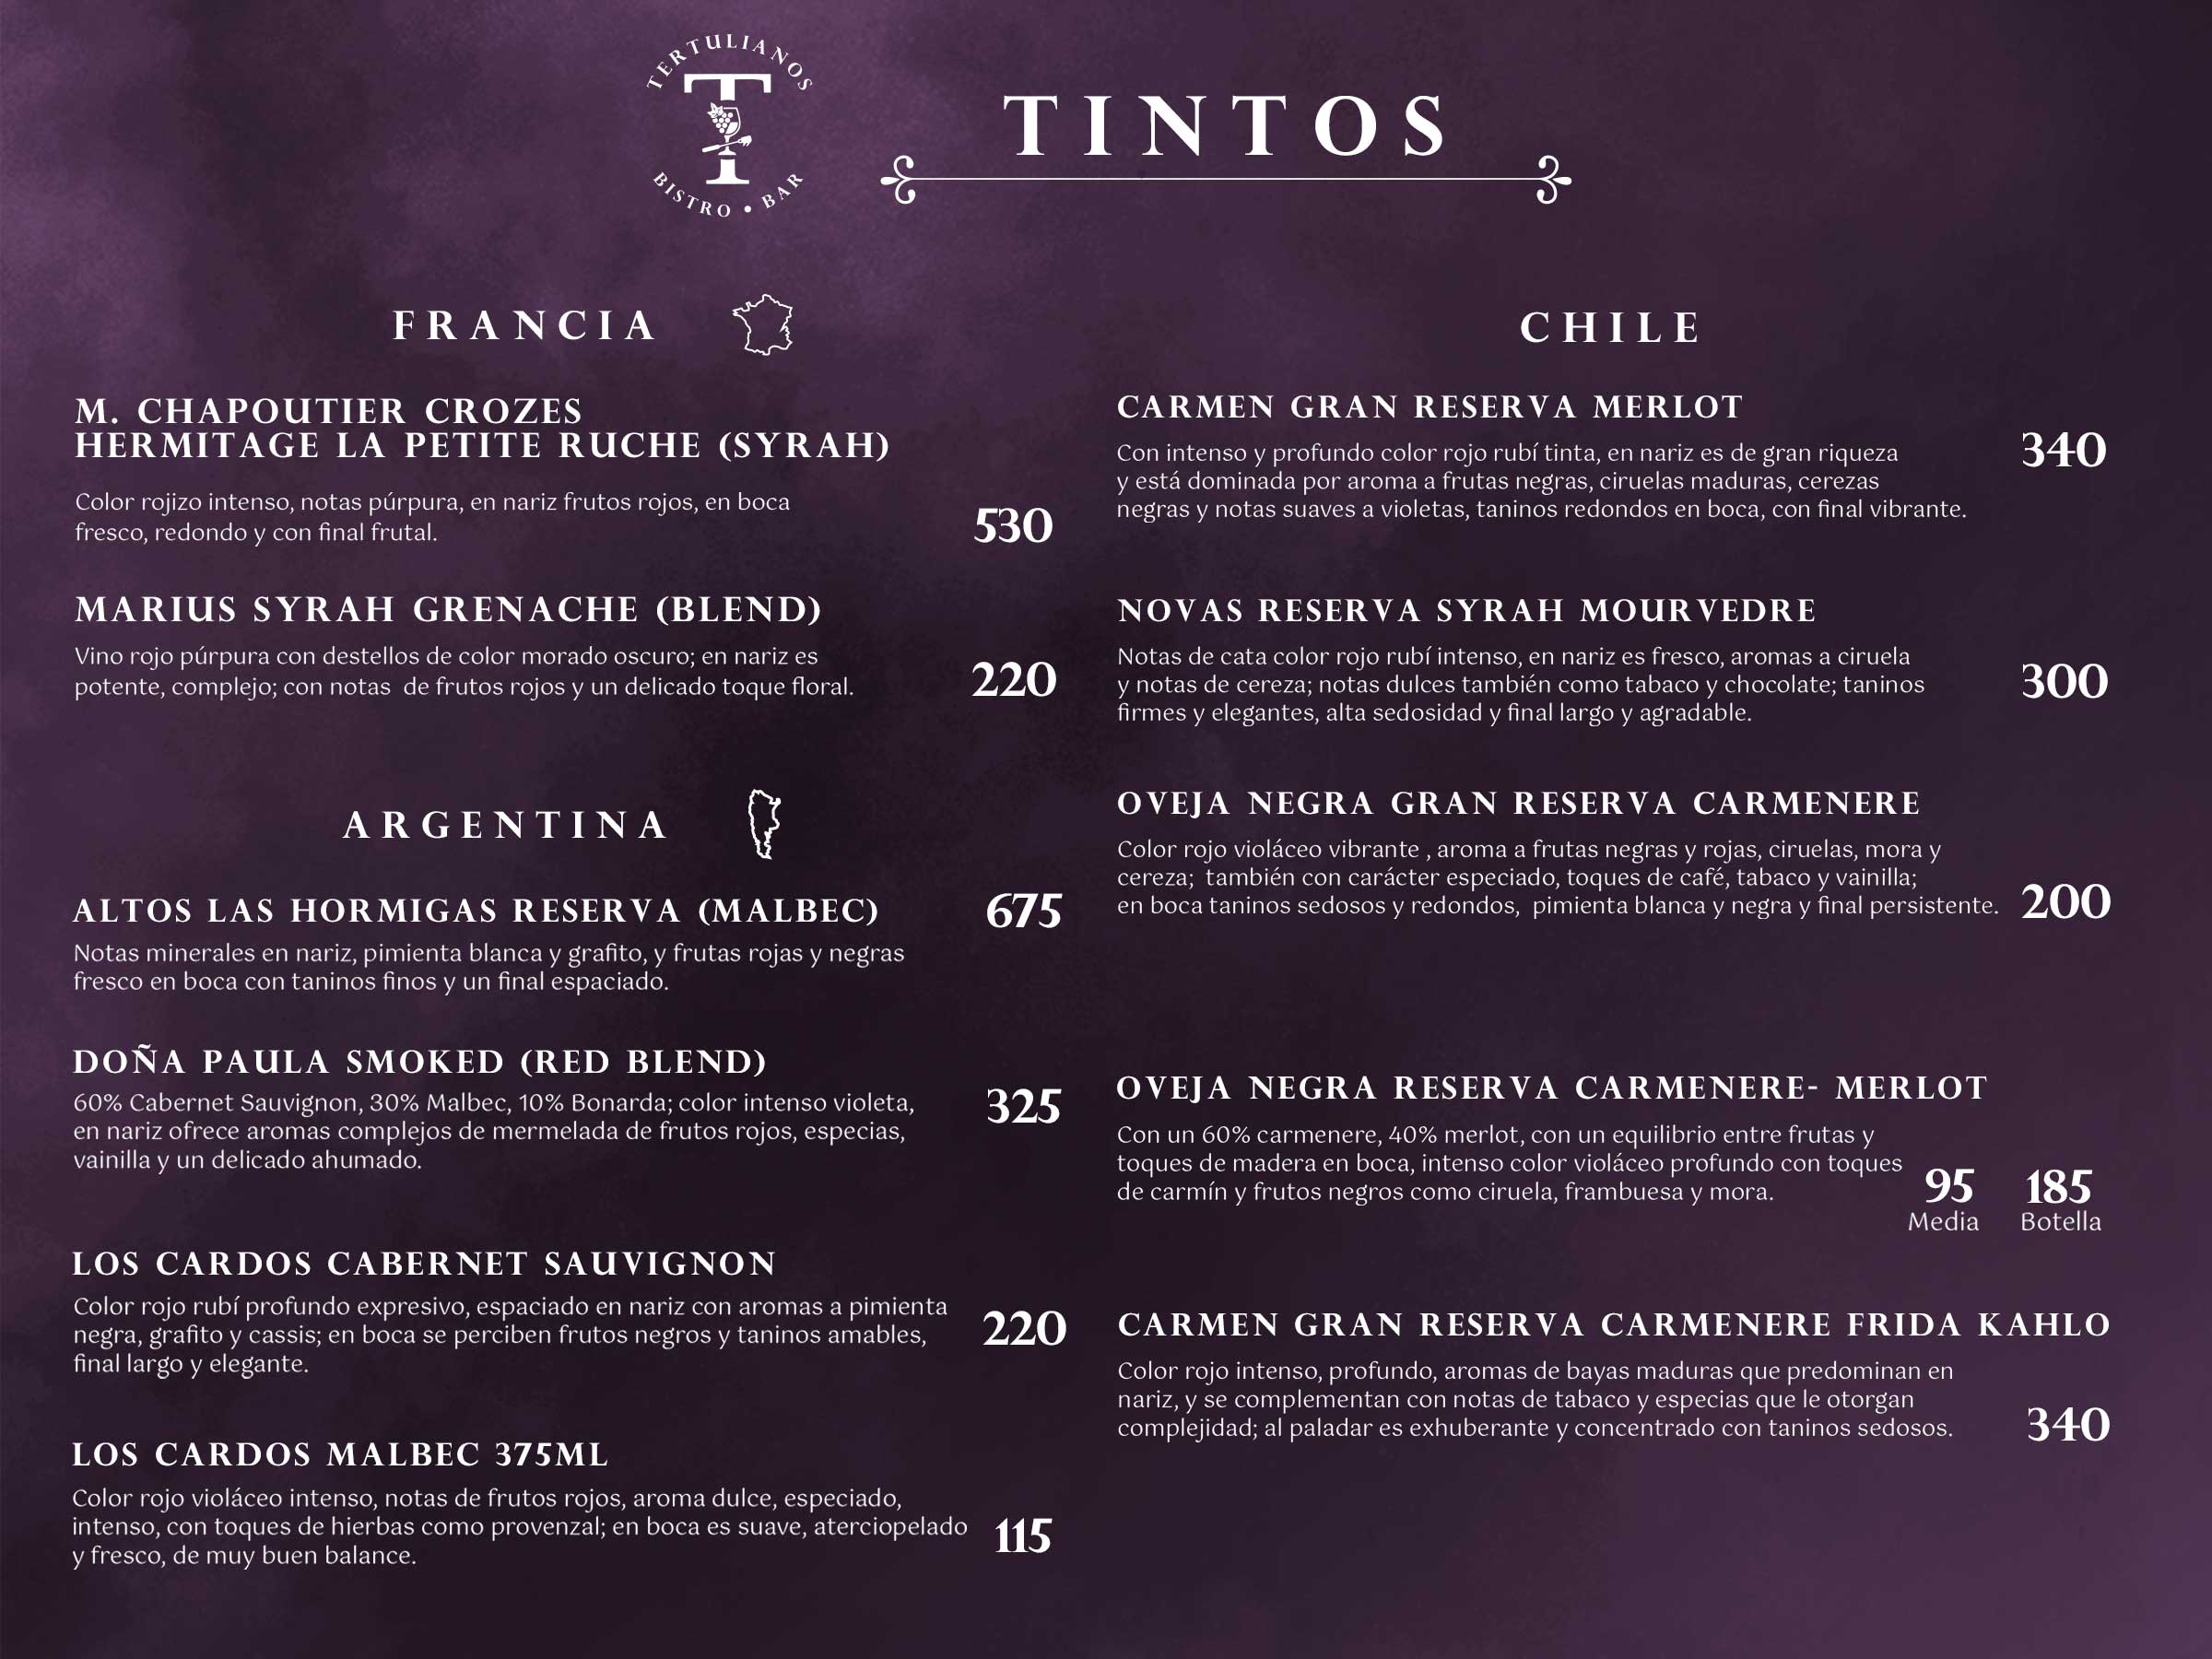 TERTULIANOS
T
BISTRO • BAR
TINTOS
FRANCIA
M. CHAPOUTIER CROZES
HERMITAGE LA PETITE RUCHE (SYRAH)
Color rojizo intenso, notas púrpura, en nariz frutos rojos, en boca
fresco, redondo y con final frutal.
530
MARIUS SYRAH GRENACHE (BLEND)
Vino rojo púrpura con destellos de color morado oscuro; en nariz es
potente, complejo; con notas de frutos rojos y un delicado toque floral.
220
ARGENTINA
ALTOS LAS HORMIGAS RESERVA (MALBEC)
675
Notas minerales en nariz, pimienta blanca y grafito, y frutas rojas y negras
fresco en boca con taninos finos y un final espaciado.
DOÑA PAULA SMOKED (RED BLEND)
60% Cabernet Sauvignon, 30% Malbec, 10% Bonarda; color intenso violeta,
en nariz ofrece aromas complejos de mermelada de frutos rojos, especias,
vainilla y un delicado ahumado.
325
LOS CARDOS CABERNET SAUVIGNON
Color rojo rubí profundo expresivo, espaciado en nariz con aromas a pimienta
negra, grafito y cassis; en boca se perciben frutos negros y taninos amables,
final largo y elegante.
220
LOS CARDOS MALBEC 375ML
Color rojo violáceo intenso, notas de frutos rojos, aroma dulce, especiado,
intenso, con toques de hierbas como provenzal; en boca es suave, aterciopelado
y fresco, de muy buen balance.
115
CHILE
CARMEN GRAN RESERVA MERLOT
Con intenso y profundo color rojo rubí tinta, en nariz es de gran riqueza
y está dominada por aroma a frutas negras, ciruelas maduras, cerezas
negras y notas suaves a violetas, taninos redondos en boca, con final vibrante.
340
NOVAS RESERVA SYRAH MOURVEDRE
Notas de cata color rojo rubí intenso, en nariz es fresco, aromas a ciruela
y notas de cereza; notas dulces también como tabaco y chocolate; taninos
firmes y elegantes, alta sedosidad y final largo y agradable.
300
OVEJA NEGRA GRAN RESERVA CARMENERE
Color rojo violáceo vibrante , aroma a frutas negras y rojas, ciruelas, mora y
cereza; también con carácter especiado, toques de café, tabaco y vainilla;
en boca taninos sedosos y redondos, pimienta blanca y negra y final persistente.
200
OVEJA NEGRA RESERVA CARMENERE- MERLOT
Con un 60% carmenere, 40% merlot, con un equilibrio entre frutas y
toques de madera en boca, intenso color violáceo profundo con toques
de carmín y frutos negros como ciruela, frambuesa y mora.
95 185
Media Botella
CARMEN GRAN RESERVA CARMENERE FRIDA KAHLO
Color rojo intenso, profundo, aromas de bayas maduras que predominan en
nariz, y se complementan con notas de tabaco y especias que le otorgan
complejidad; al paladar es exhuberante y concentrado con taninos sedosos.
340